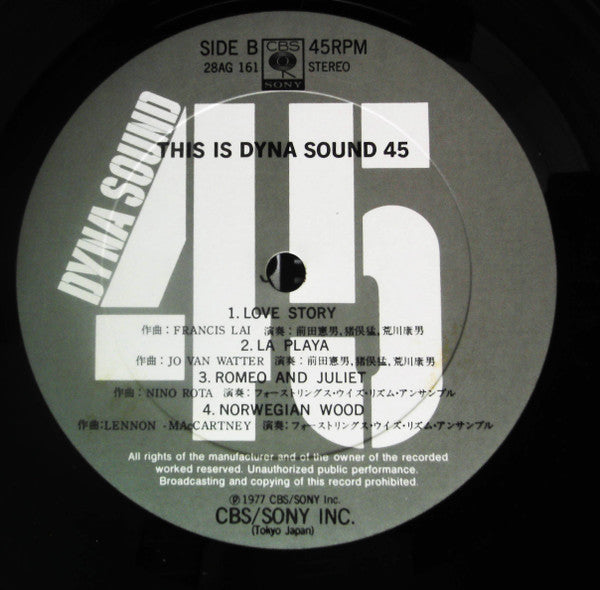 SIDE B CBS 45RPM
28AG 161 SONY STEREO
DYNA SOUND
45
THIS IS DYNA SOUND 45
1. LOVE STORY
作曲：FRANCIS LAI 演奏：前田憲男，猪俣猛，荒川康男
2. LA PLAYA
作曲：JO VAN WATTER 演奏：前田憲男，猪俣猛，荒川康男
3. ROMEO AND JULIET
作曲：NINO ROTA 演奏：フォーストリングス・ウイズ・リズム・アンサンブル
4. NORWEGIAN WOOD
作曲:LENNON - MAcCARTNEY 演奏：フォーストリングス・ウイズ・リズム・アンサンブル
All rights of the manufacturer and of the owner of the recorded
worked reserved. Unauthorized public performance.
Broadcasting and copying of this record prohibited.
Ⓟ 1977 CBS/SONY Inc.
CBS/SONY INC.
(Tokyo Japan)